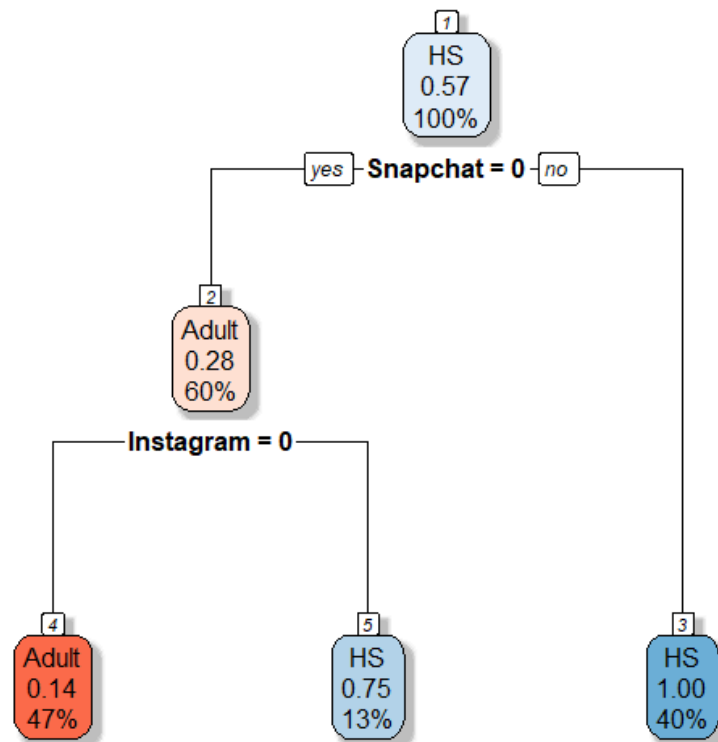 1
HS
0.57
100%
yes Snapchat = 0 no
2
Adult
0.28
60%
Instagram = 0
4
Adult
0.14
47%
5
HS
0.75
13%
3
HS
1.00
40%